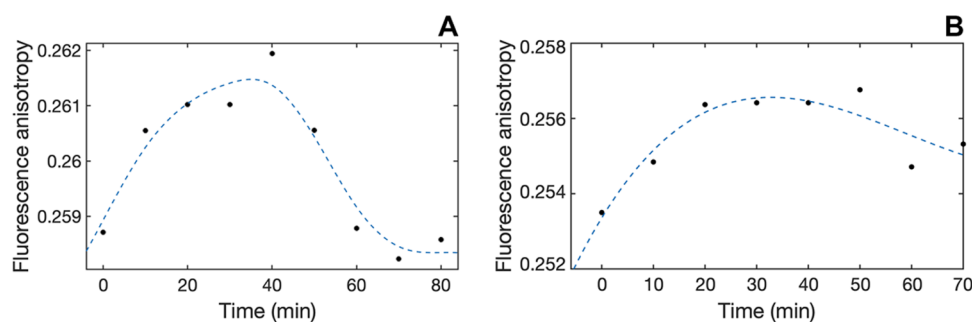 A
Fluorescence anisotropy
0.262
0.261
0.26
0.259
0 20 40 60 80
Time (min)
B
Fluorescence anisotropy
0.258
0.256
0.254
0.252
0 10 20 30 40 50 60 70
Time (min)